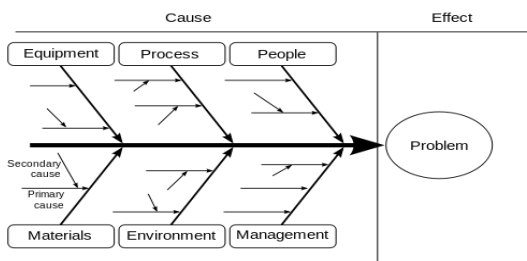 Cause
Effect
Equipment
Process
People
Problem
Secondary
cause
Primary
cause
Materials
Environment
Management